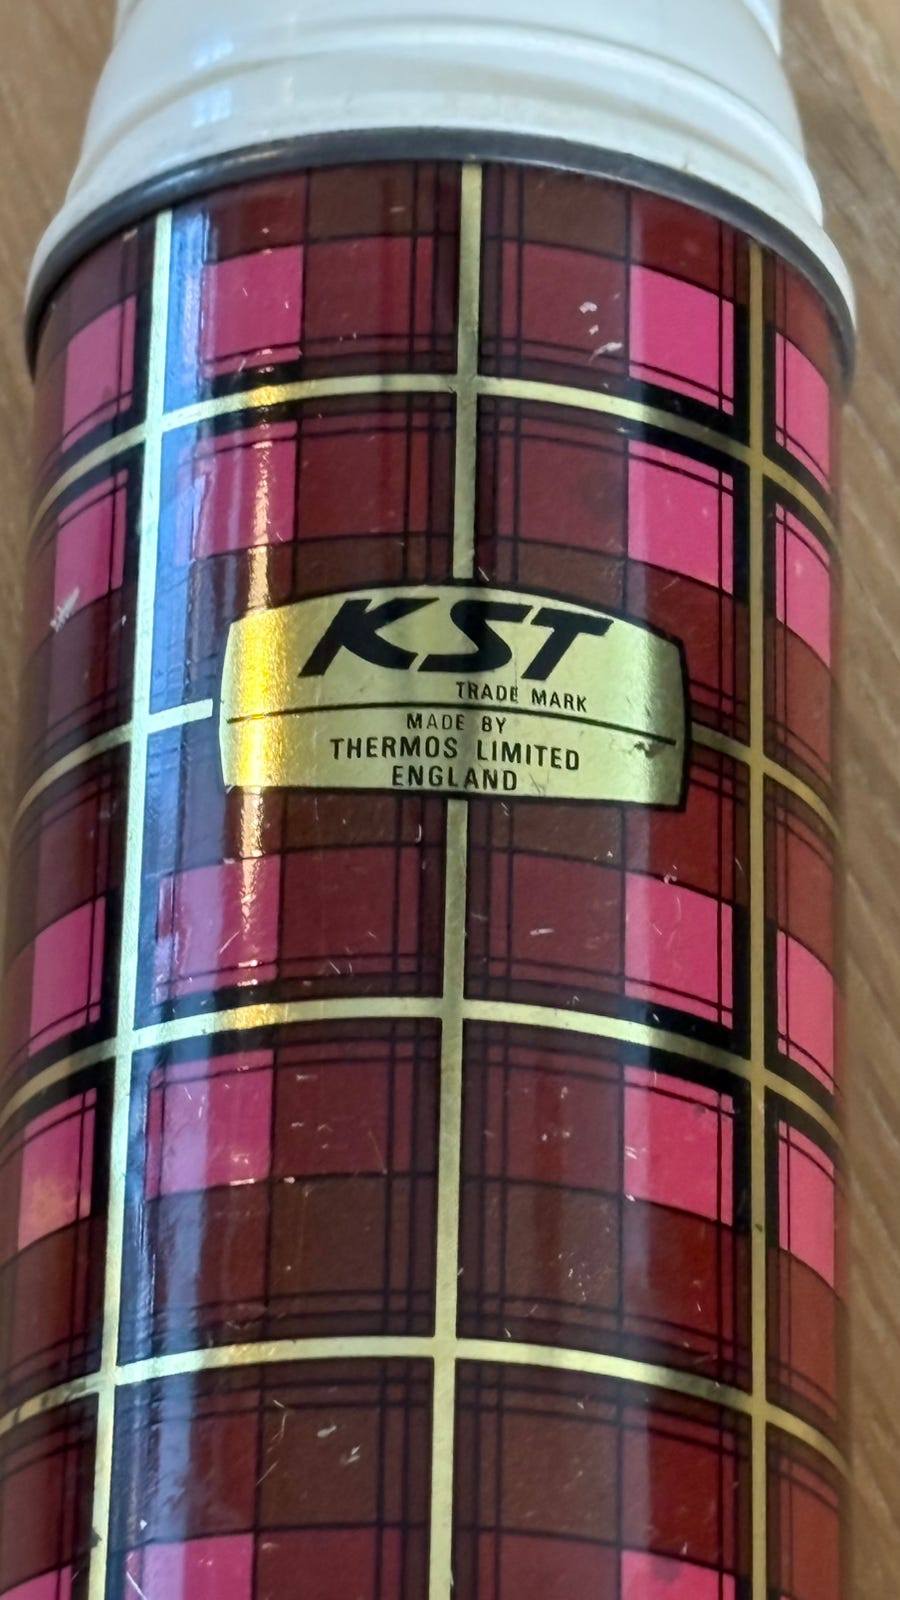 KST
TRADE MARK
MADE BY
THERMOS LIMITED
ENGLAND